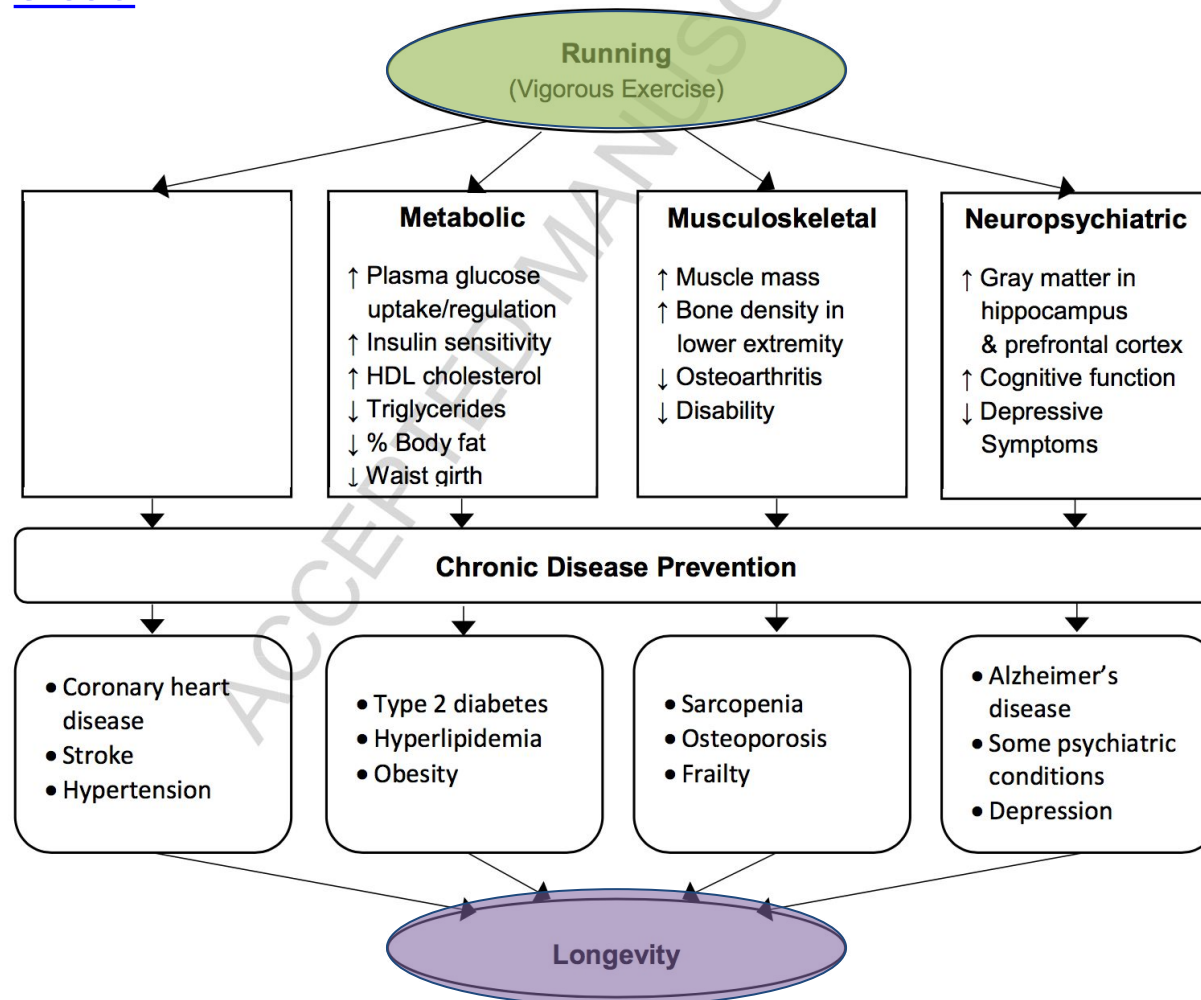 Running
(Vigorous Exercise)
Metabolic
↑ Plasma glucose
uptake/regulation
↑ Insulin sensitivity
↑ HDL cholesterol
↓ Triglycerides
↓ % Body fat
↓ Waist girth
Musculoskeletal
↑ Muscle mass
↑ Bone density in
lower extremity
↓ Osteoarthritis
↓ Disability
Neuropsychiatric
↑ Gray matter in
hippocampus
& prefrontal cortex
↑ Cognitive function
↓ Depressive
Symptoms
Chronic Disease Prevention
• Coronary heart
disease
• Stroke
• Hypertension
• Type 2 diabetes
• Hyperlipidemia
• Obesity
• Sarcopenia
• Osteoporosis
• Frailty
• Alzheimer’s
disease
• Some psychiatric
conditions
• Depression
Longevity
ACCEPTED